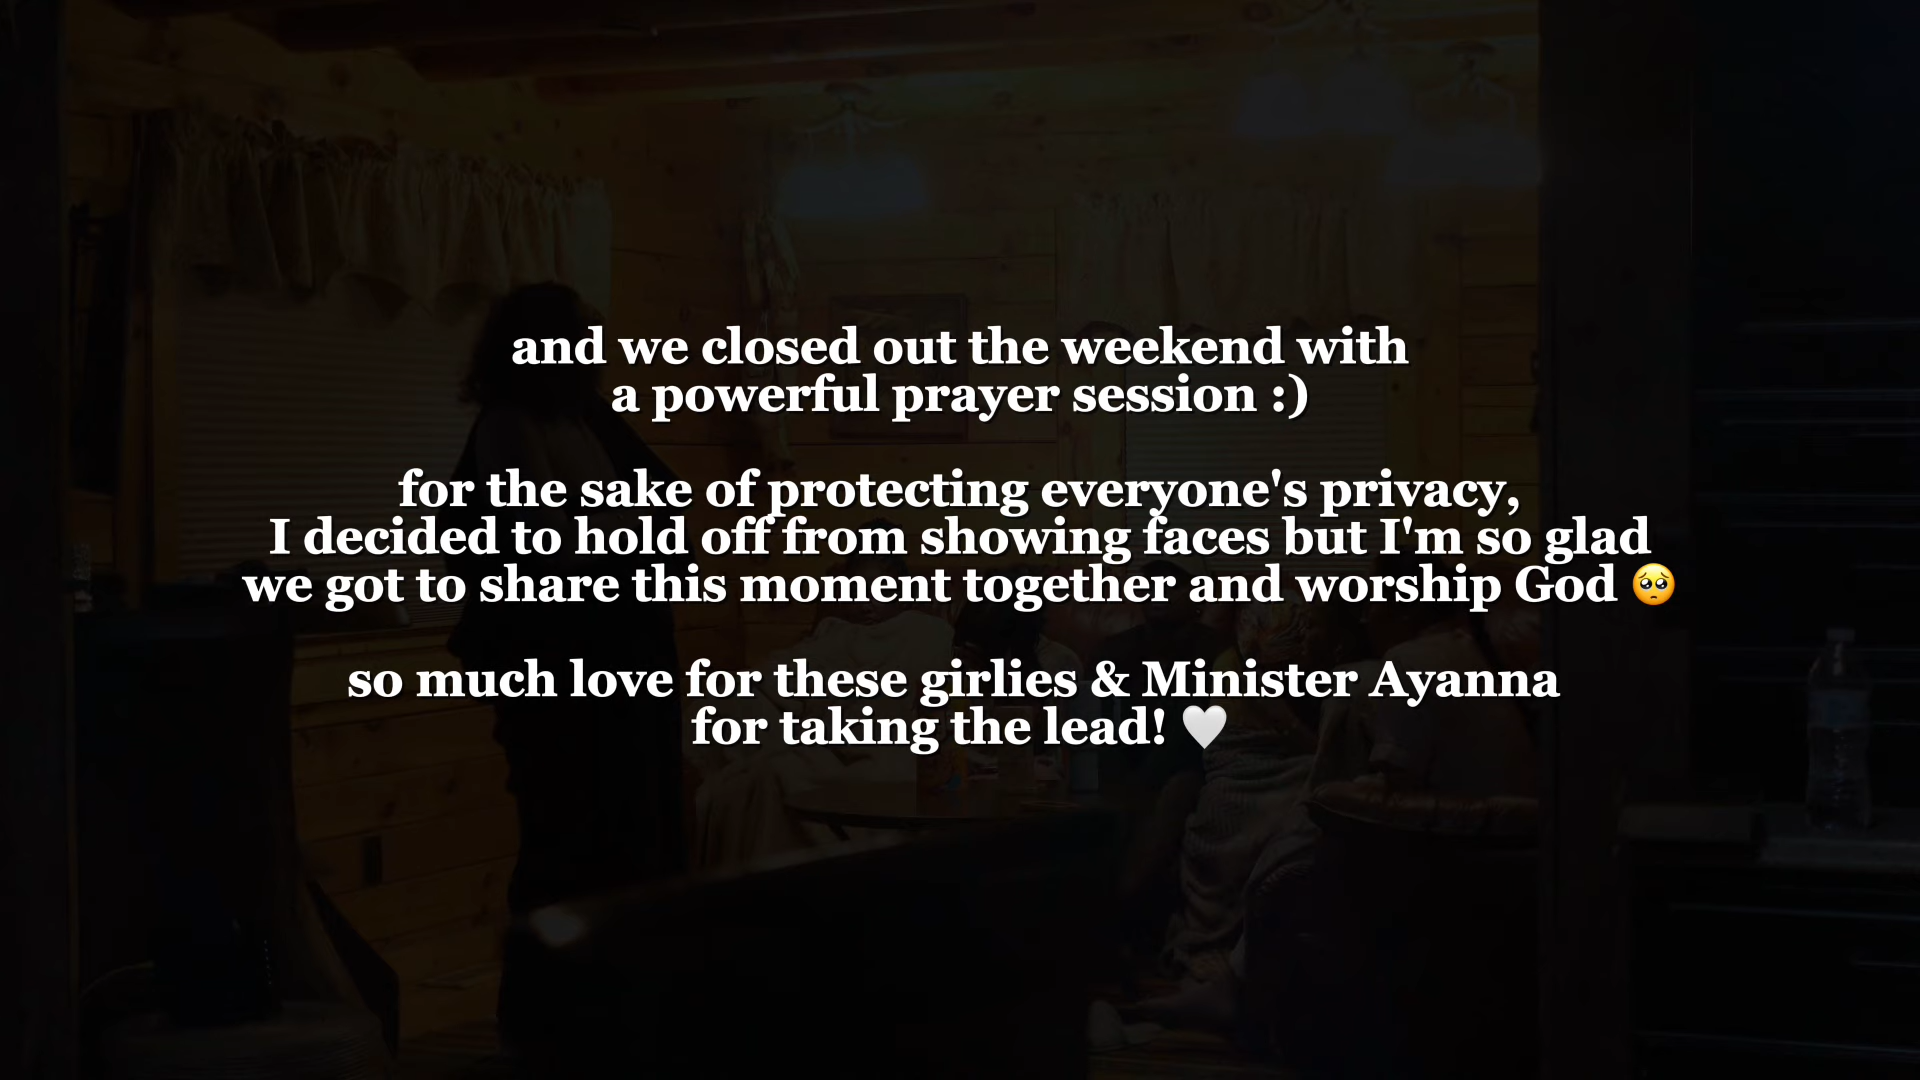 and we closed out the weekend with
a powerful prayer session :)
for the sake of protecting everyone's privacy,
I decided to hold off from showing faces but I'm so glad
we got to share this moment together and worship God 🥺
so much love for these girlies & Minister Ayanna
for taking the lead! 🤍